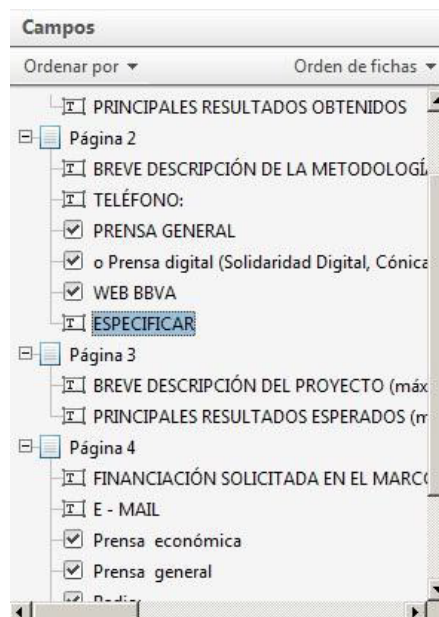 Campos
Ordenar por Orden de fichas
PRINCIPALES RESULTADOS OBTENIDOS
Página 2
BREVE DESCRIPCIÓN DE LA METODOLOGÍ
TELÉFONO:
PRENSA GENERAL
o Prensa digital (Solidaridad Digital, Cónica
WEB BBVA
ESPECIFICAR
Página 3
BREVE DESCRIPCIÓN DEL PROYECTO (máx
PRINCIPALES RESULTADOS ESPERADOS (m
Página 4
FINANCIACIÓN SOLICITADA EN EL MARC
E - MAIL
Prensa económica
Prensa general